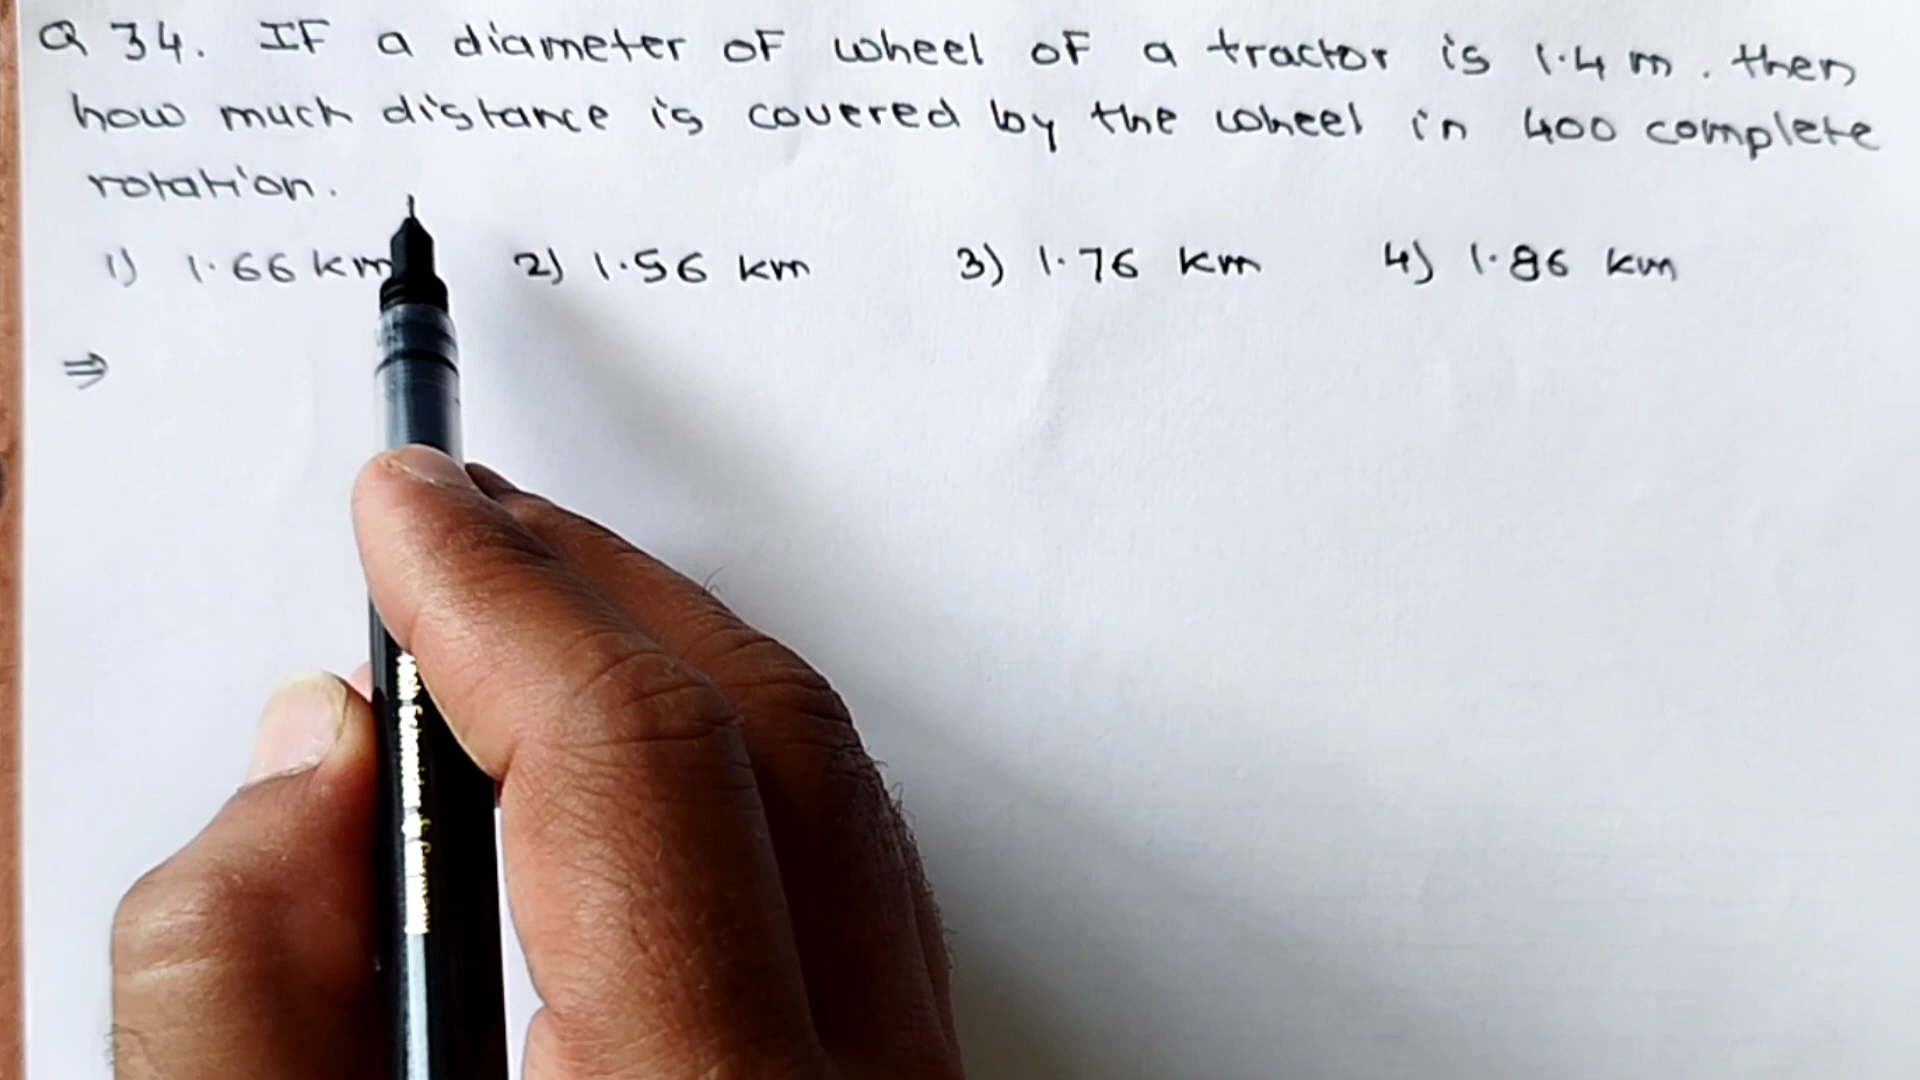 Q 34. IF a diameter OF wheel OF a tractor is 1.4 m. then
how much distance is covered by the wheel in 400 complete
rotation.
1) 1.66 km 2) 1.56 km 3) 1.76 km 4) 1.86 km
⇒